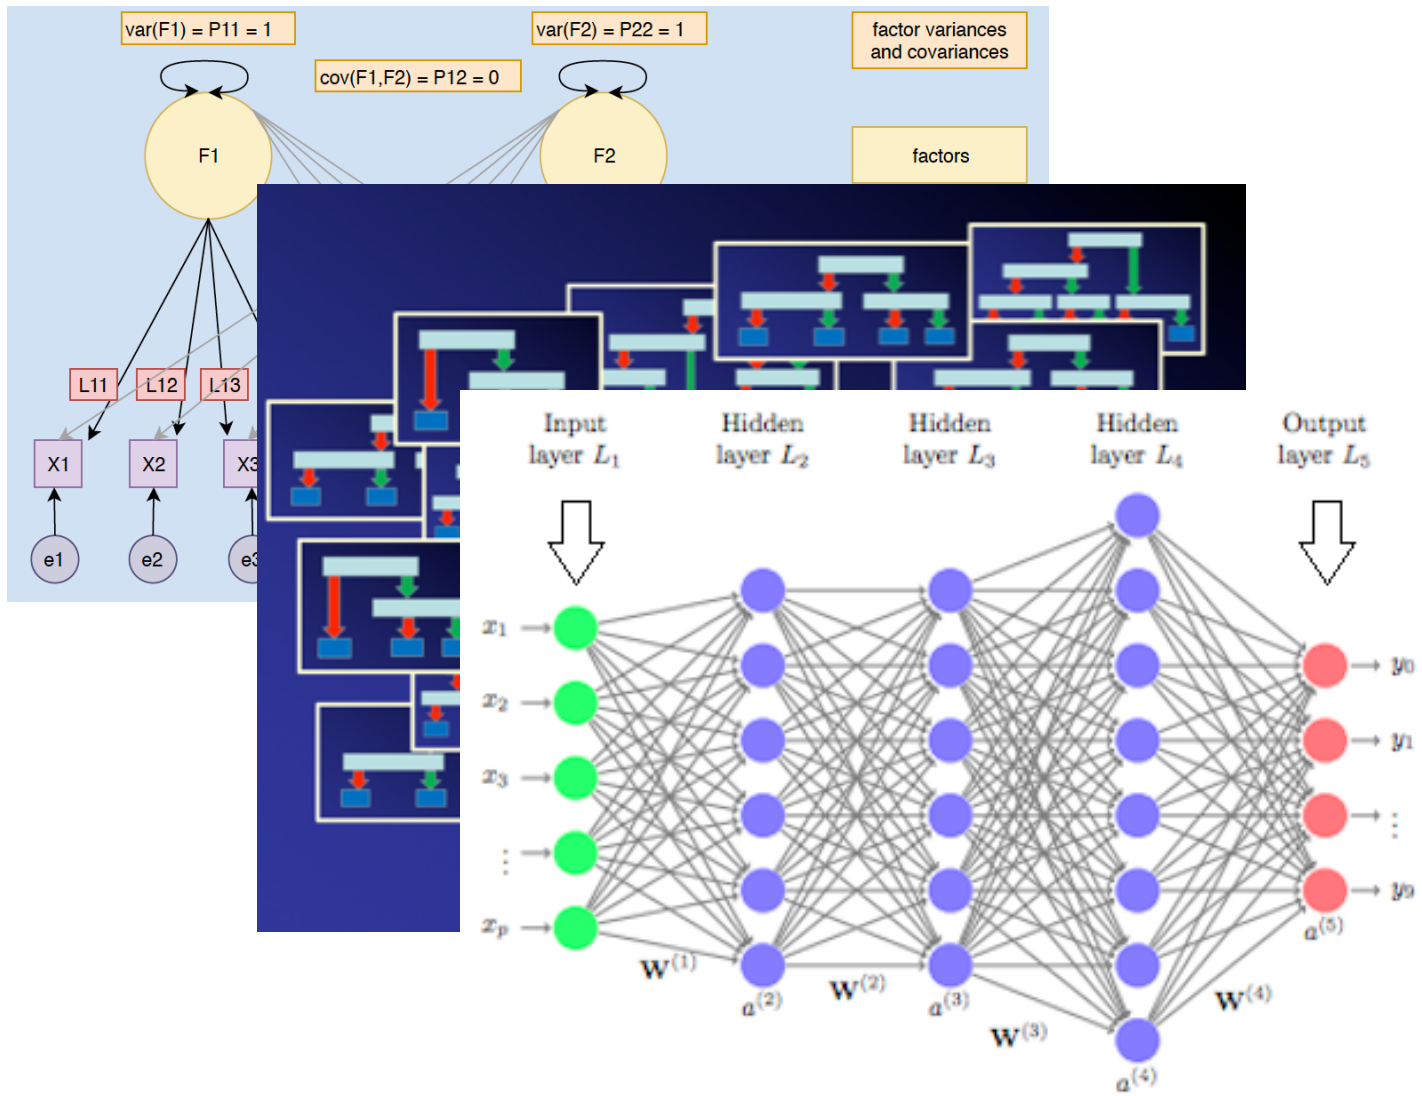 var(F1) = P11 = 1
var(F2) = P22 = 1
factor variances
and covariances
cov(F1,F2) = P12 = 0
F1
F2
factors
L11
L12
L13
X1
X2
X3
e1
e2
e3
Input
layer L₁
Hidden
layer L₂
Hidden
layer L₃
Hidden
layer L₄
Output
layer L₅
x₁
x₂
x₃
⋮
xₚ
y₀
y₁
⋮
y₉
W⁽¹⁾
a⁽²⁾
W⁽²⁾
a⁽³⁾
W⁽³⁾
a⁽⁴⁾
W⁽⁴⁾
a⁽⁵⁾